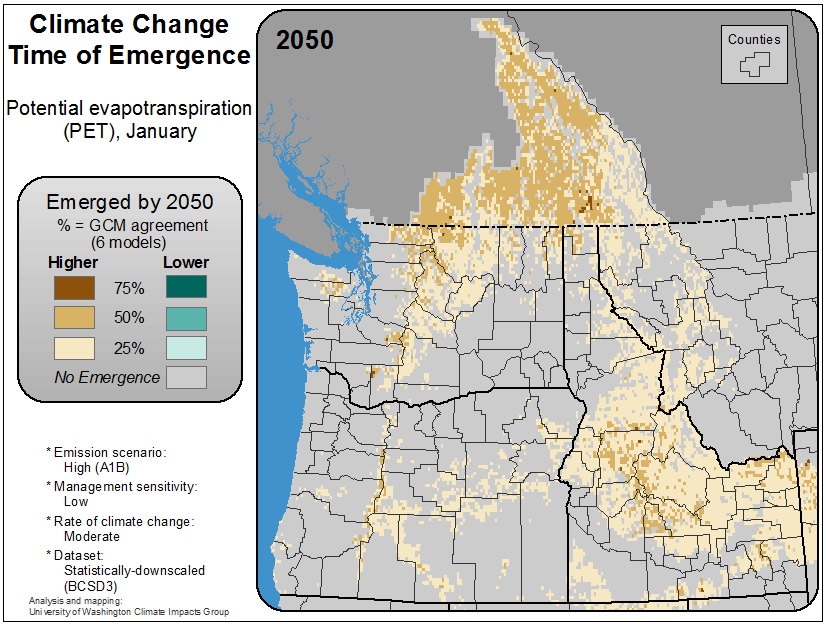 Climate Change
Time of Emergence
Potential evapotranspiration
(PET), January
Emerged by 2050
% = GCM agreement
(6 models)
Higher Lower
75%
50%
25%
No Emergence
* Emission scenario:
High (A1B)
* Management sensitivity:
Low
* Rate of climate change:
Moderate
* Dataset:
Statistically-downscaled
(BCSD3)
Analysis and mapping:
University of Washington Climate Impacts Group
2050
Counties